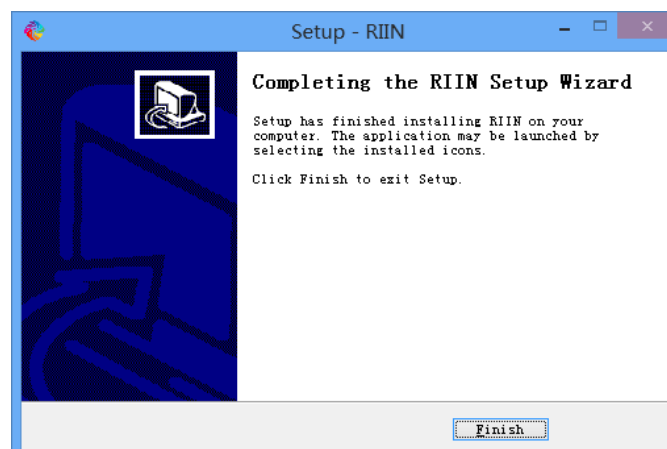 Setup - RIIN
Completing the RIIN Setup Wizard
Setup has finished installing RIIN on your
computer. The application may be launched by
selecting the installed icons.
Click Finish to exit Setup.
Finish